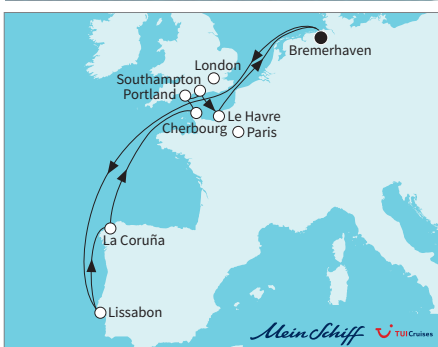 Bremerhaven
London
Southampton
Portland
Le Havre
Cherbourg
Paris
La Coruña
Lissabon
Mein Schiff TUI Cruises